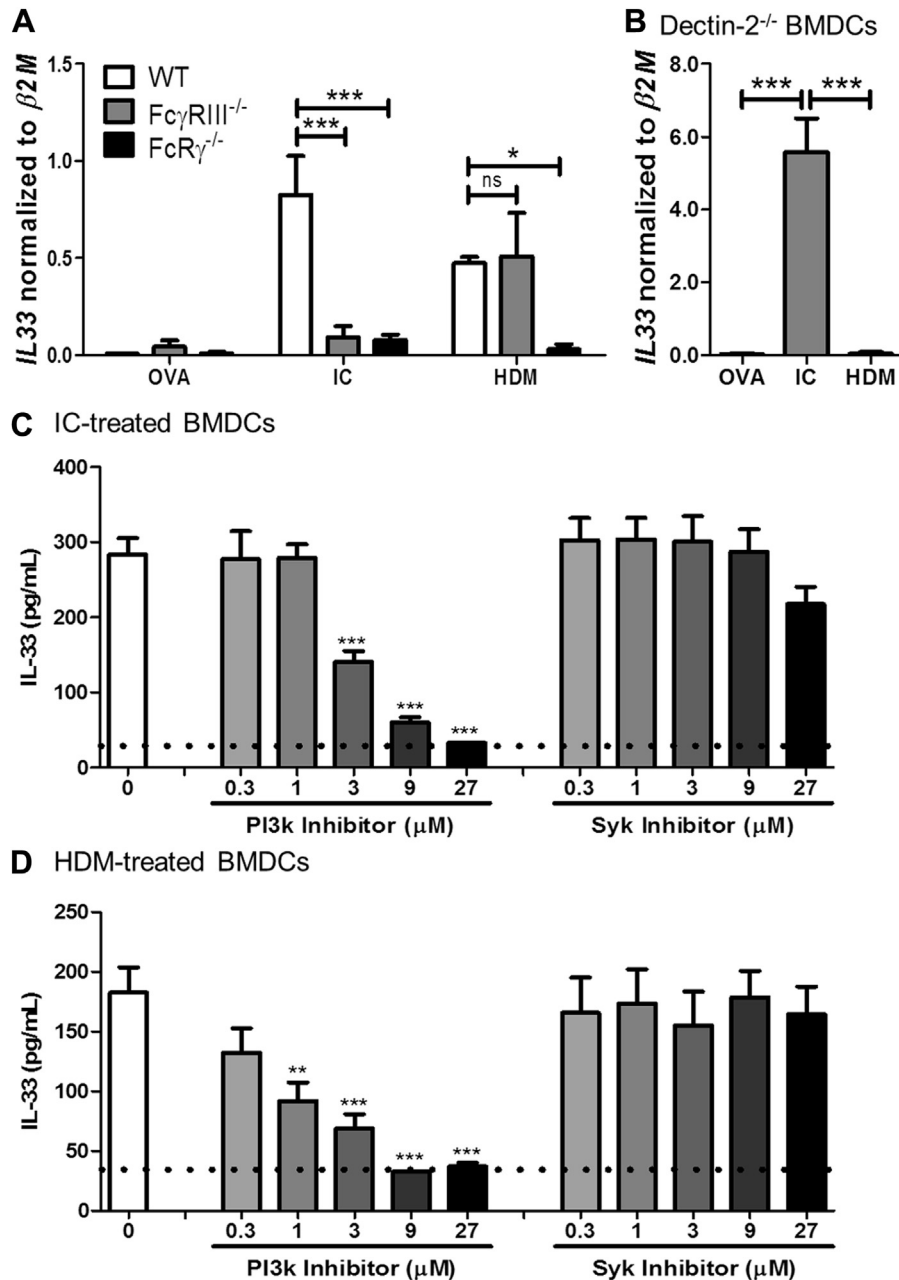 A
IL33 normalized to β2M
1.5
1.0
0.5
0.0
WT
FcγRIII-/-
FcRγ-/-
***
***
*
ns
OVA IC HDM
B Dectin-2-/- BMDCs
IL33 normalized to β2M
8.0
6.0
4.0
2.0
0.0
*** ***
OVA IC HDM
C IC-treated BMDCs
IL-33 (pg/mL)
400
300
200
100
0
*** *** ***
0 0.3 1 3 9 27 0.3 1 3 9 27
PI3k Inhibitor (μM) Syk Inhibitor (μM)
D HDM-treated BMDCs
IL-33 (pg/mL)
250
200
150
100
50
0
** *** *** ***
0 0.3 1 3 9 27 0.3 1 3 9 27
PI3k Inhibitor (μM) Syk Inhibitor (μM)